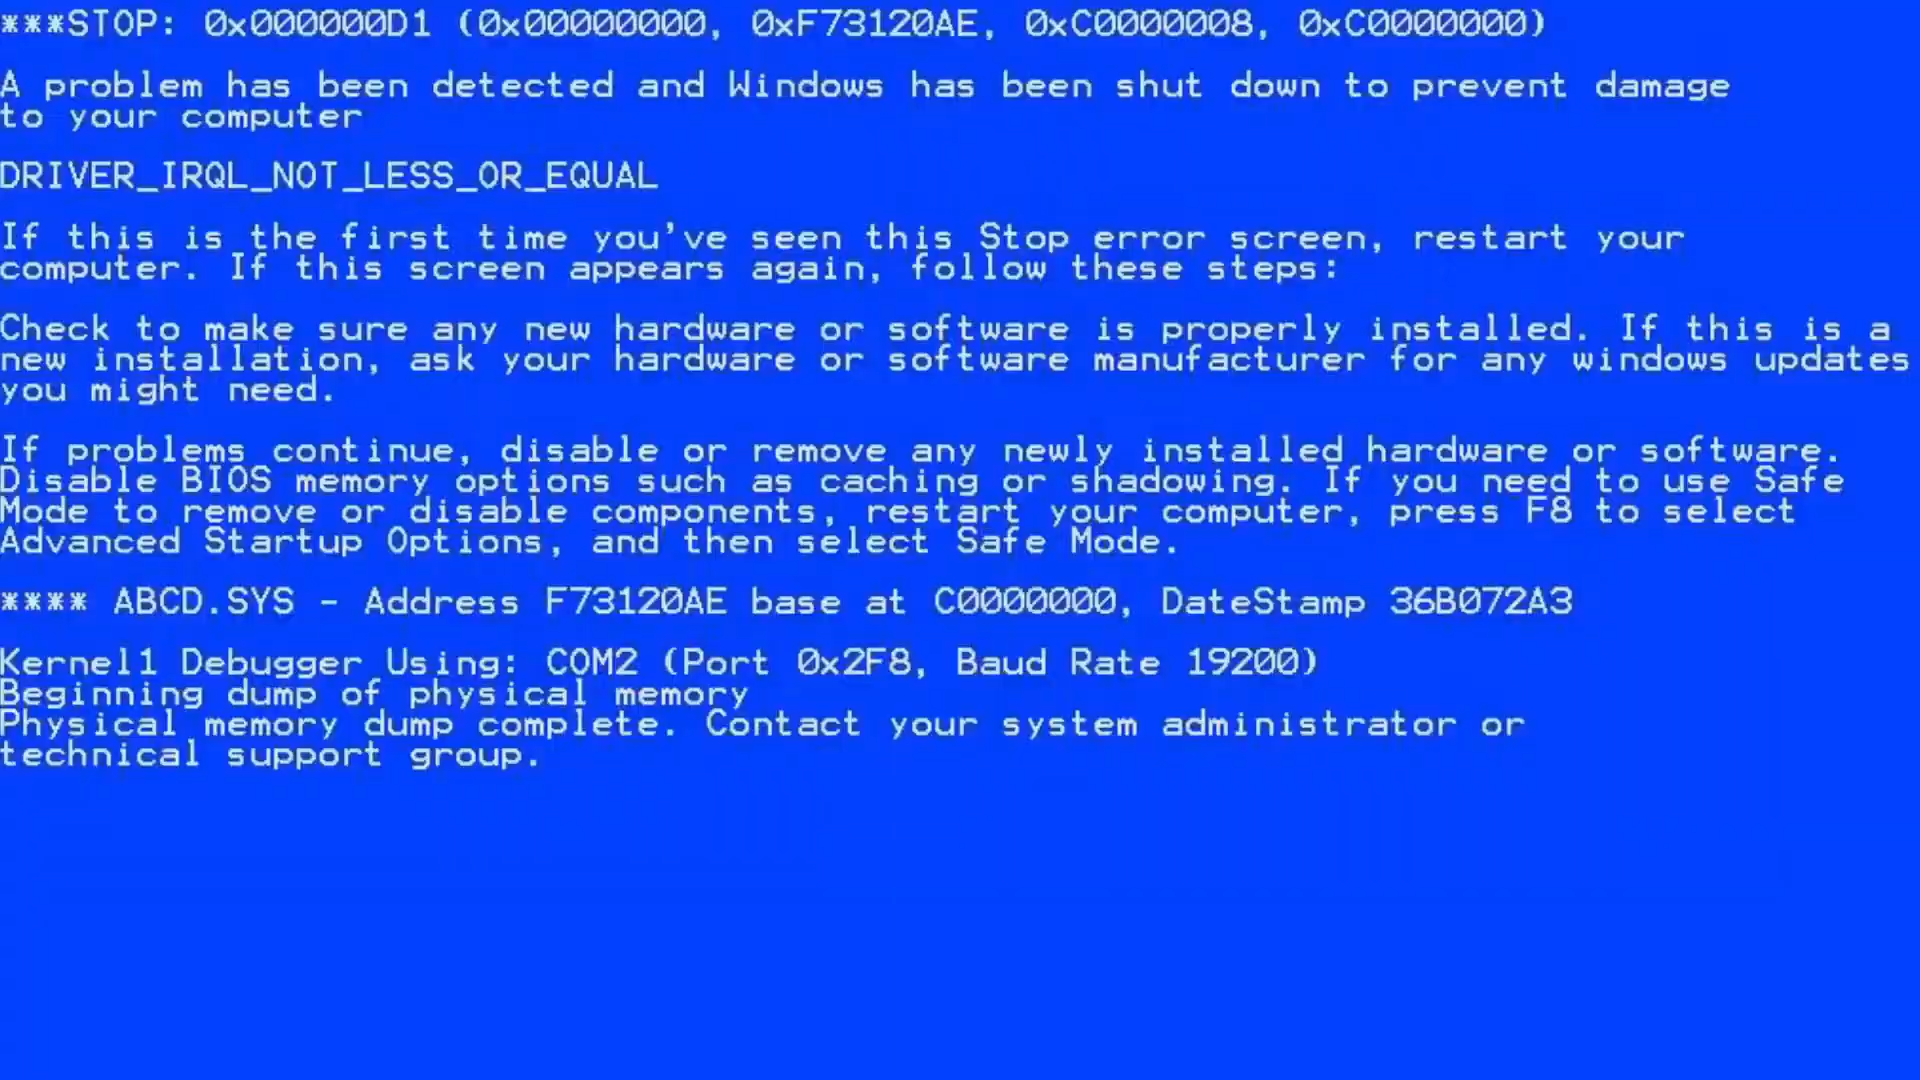 ***STOP: 0x000000D1 (0x00000000, 0xF73120AE, 0xC0000008, 0xC0000000)
A problem has been detected and Windows has been shut down to prevent damage
to your computer
DRIVER_IRQL_NOT_LESS_OR_EQUAL
If this is the first time you've seen this Stop error screen, restart your
computer. If this screen appears again, follow these steps:
Check to make sure any new hardware or software is properly installed. If this is a
new installation, ask your hardware or software manufacturer for any windows updates
you might need.
If problems continue, disable or remove any newly installed hardware or software.
Disable BIOS memory options such as caching or shadowing. If you need to use Safe
Mode to remove or disable components, restart your computer, press F8 to select
Advanced Startup Options, and then select Safe Mode.
**** ABCD.SYS - Address F73120AE base at C0000000, DateStamp 36B072A3
Kernel1 Debugger Using: COM2 (Port 0x2F8, Baud Rate 19200)
Beginning dump of physical memory
Physical memory dump complete. Contact your system administrator or
technical support group.